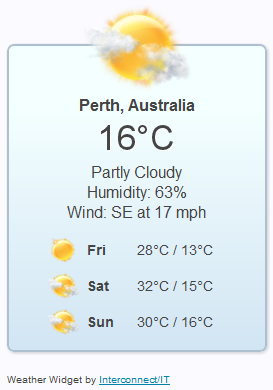 Perth, Australia
16°C
Partly Cloudy
Humidity: 63%
Wind: SE at 17 mph
Fri 28°C / 13°C
Sat 32°C / 15°C
Sun 30°C / 16°C
Weather Widget by Interconnect/IT